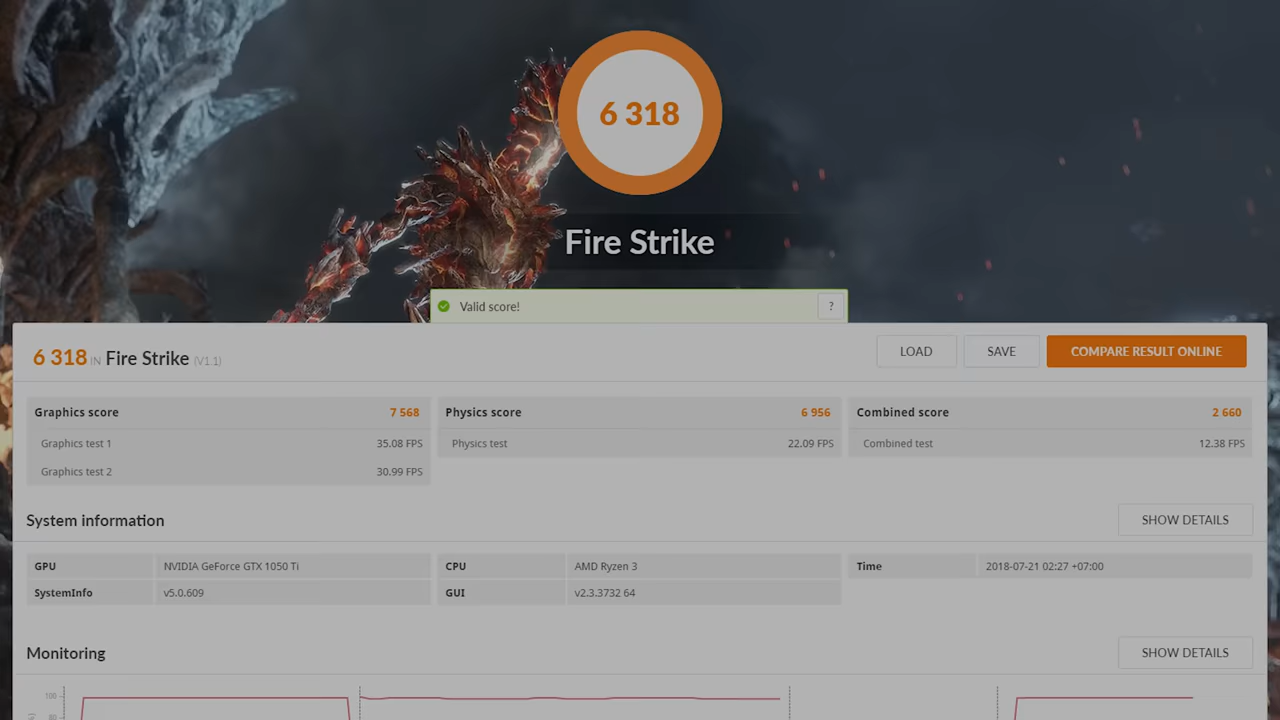 6 318
Fire Strike
Valid score!
?
6 318 IN Fire Strike (V1.1)
LOAD
SAVE
COMPARE RESULT ONLINE
Graphics score 7 568
Graphics test 1 35.08 FPS
Graphics test 2 30.99 FPS
Physics score 6 956
Physics test 22.09 FPS
Combined score 2 660
Combined test 12.38 FPS
System information
SHOW DETAILS
GPU NVIDIA GeForce GTX 1050 Ti
CPU AMD Ryzen 3
Time 2018-07-21 02:27 +07:00
SystemInfo v5.0.609
GUI v2.3.3732 64
Monitoring
SHOW DETAILS
100
80